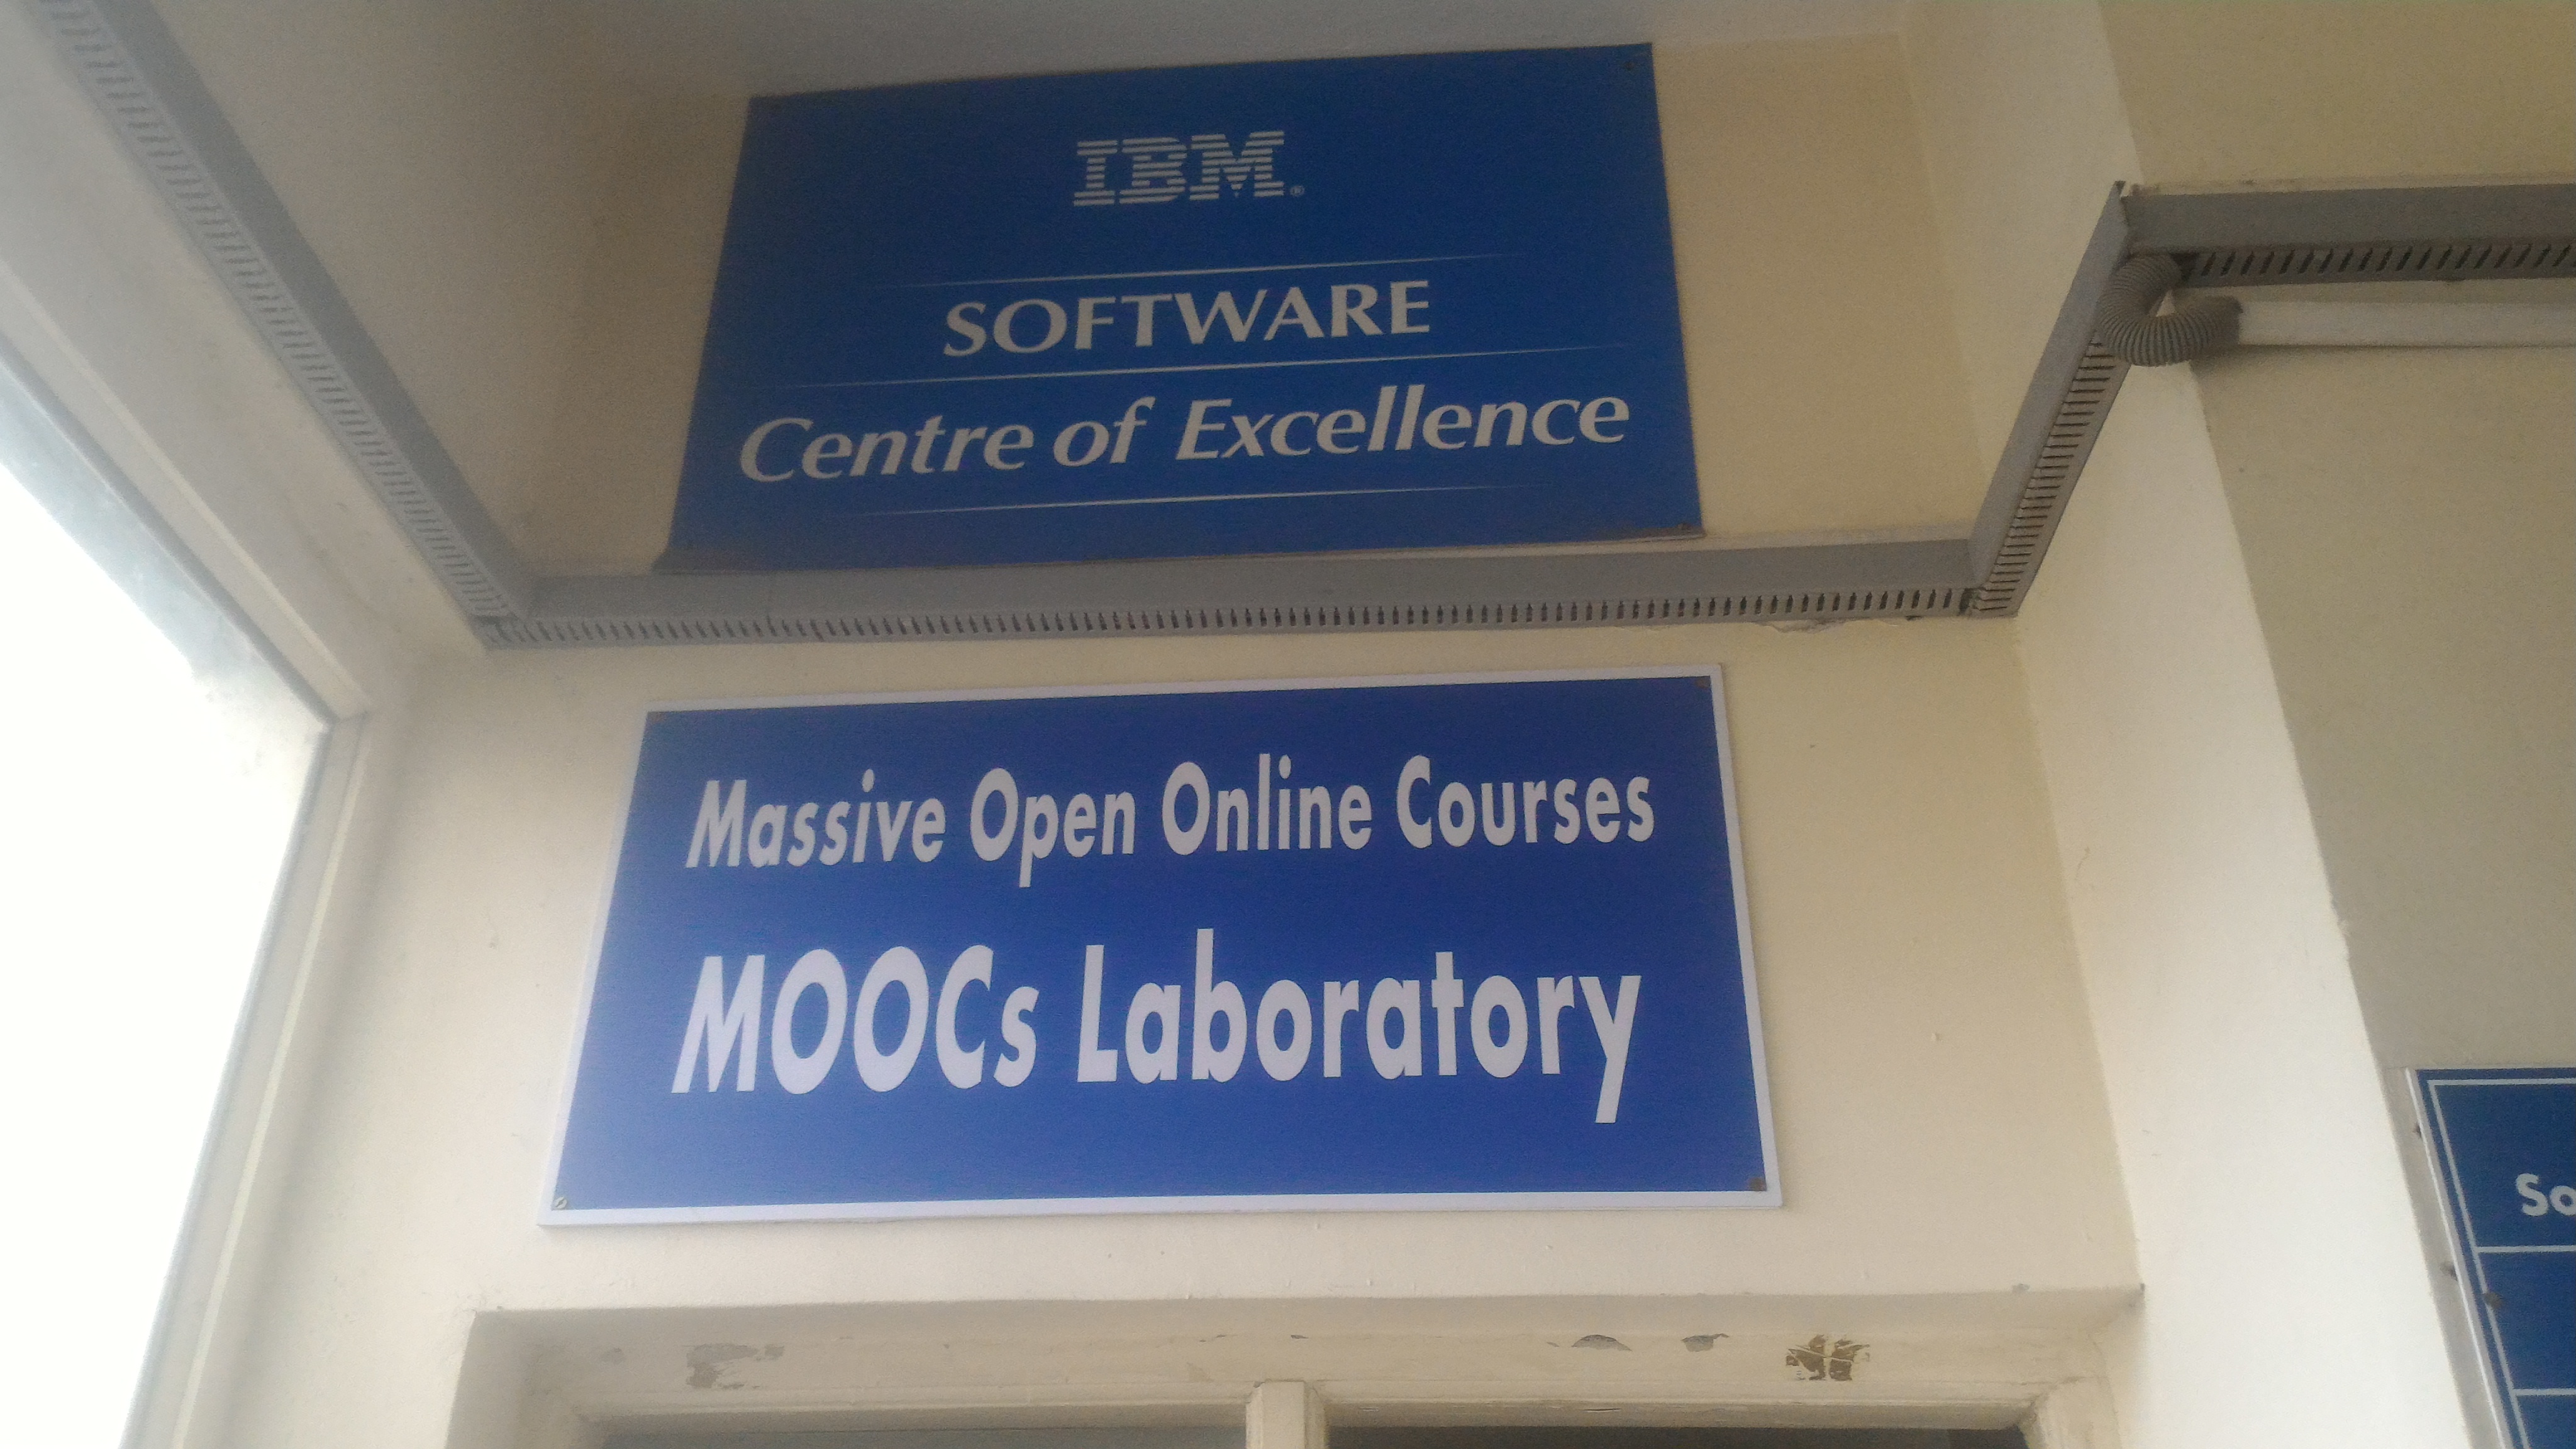 IBM®
SOFTWARE
Centre of Excellence
Massive Open Online Courses
MOOCs Laboratory